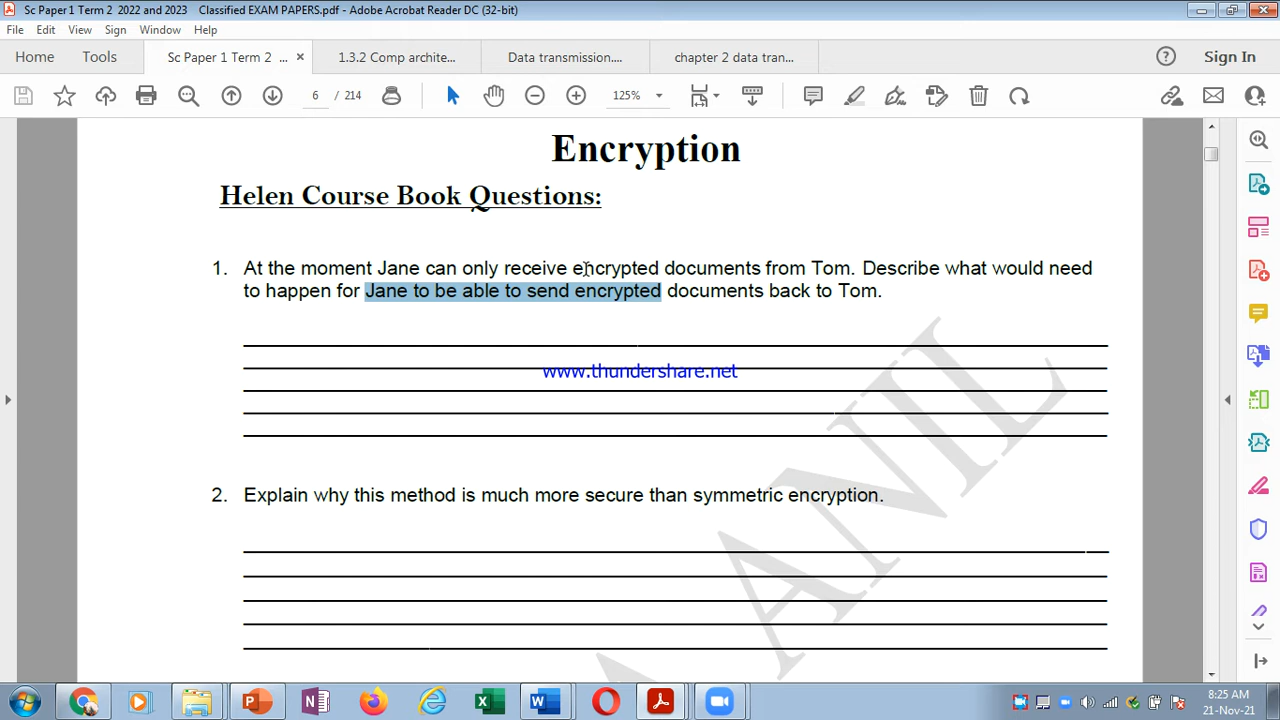 Sc Paper 1 Term 2 2022 and 2023 Classified EXAM PAPERS.pdf - Adobe Acrobat Reader DC (32-bit)
File Edit View Sign Window Help
Home Tools Sc Paper 1 Term 2 ... × 1.3.2 Comp archite... Data transmission.... chapter 2 data tran... Sign In
6 / 214 125%
Encryption
Helen Course Book Questions:
1. At the moment Jane can only receive encrypted documents from Tom. Describe what would need
to happen for Jane to be able to send encrypted documents back to Tom.
www.thundershare.net
2. Explain why this method is much more secure than symmetric encryption.
ANIL
8:25 AM
21-Nov-21